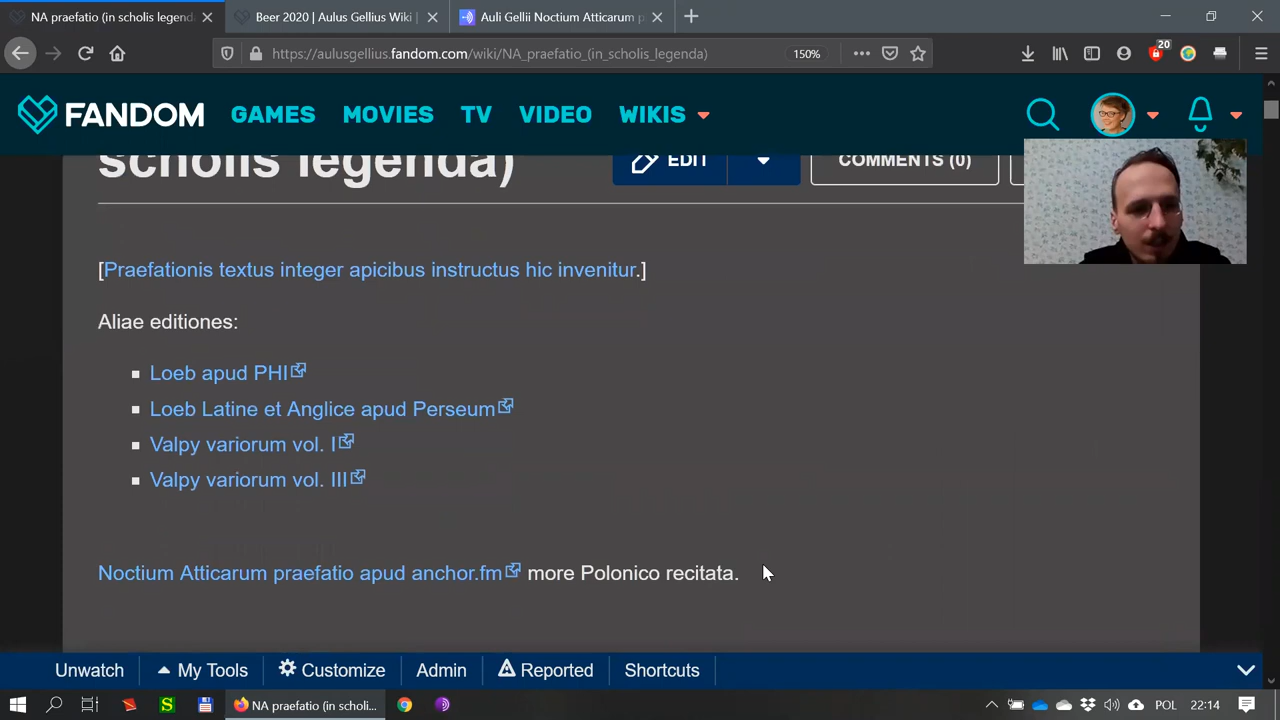 NA praefatio (in scholis legend
Beer 2020 | Aulus Gellius Wiki |
Auli Gellii Noctium Atticarum p
https://aulusgellius.fandom.com/wiki/NA_praefatio_(in_scholis_legenda)
150%
20
FANDOM
GAMES
MOVIES
TV
VIDEO
WIKIS
scholis legenda)
EDIT
COMMENTS (0)
[Praefationis textus integer apicibus instructus hic invenitur.]
Aliae editiones:
Loeb apud PHI
Loeb Latine et Anglice apud Perseum
Valpy variorum vol. I
Valpy variorum vol. III
Noctium Atticarum praefatio apud anchor.fm more Polonico recitata.
Unwatch
My Tools
Customize
Admin
Reported
Shortcuts
NA praefatio (in scholi...
POL
22:14